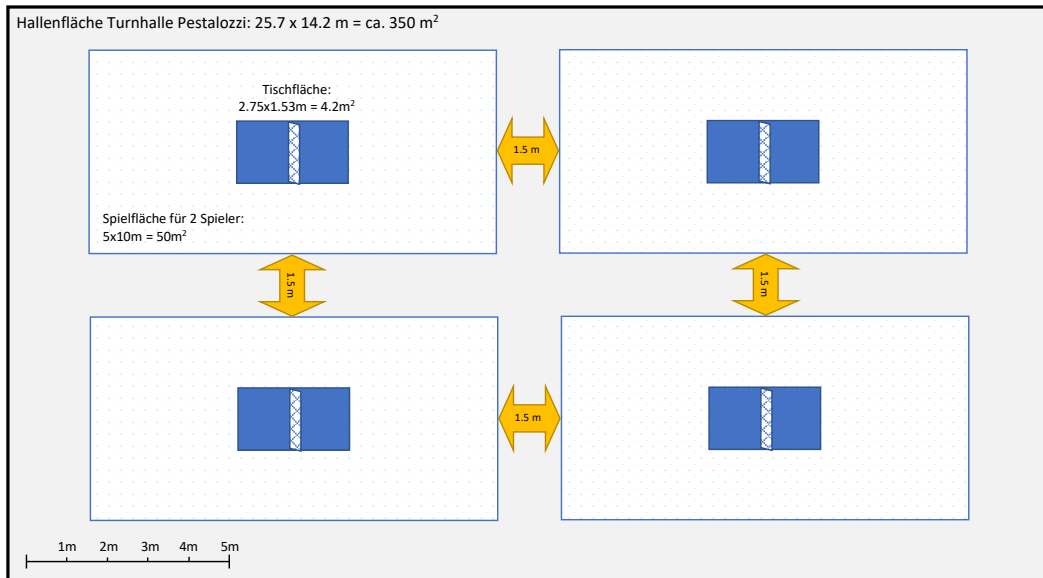 Hallenfläche Turnhalle Pestalozzi: 25.7 x 14.2 m = ca. 350 m²
Tischfläche:
2.75x1.53m = 4.2m²
1.5 m
Spielfläche für 2 Spieler:
5x10m = 50m²
1.5 m
1.5 m
1.5 m
1m 2m 3m 4m 5m